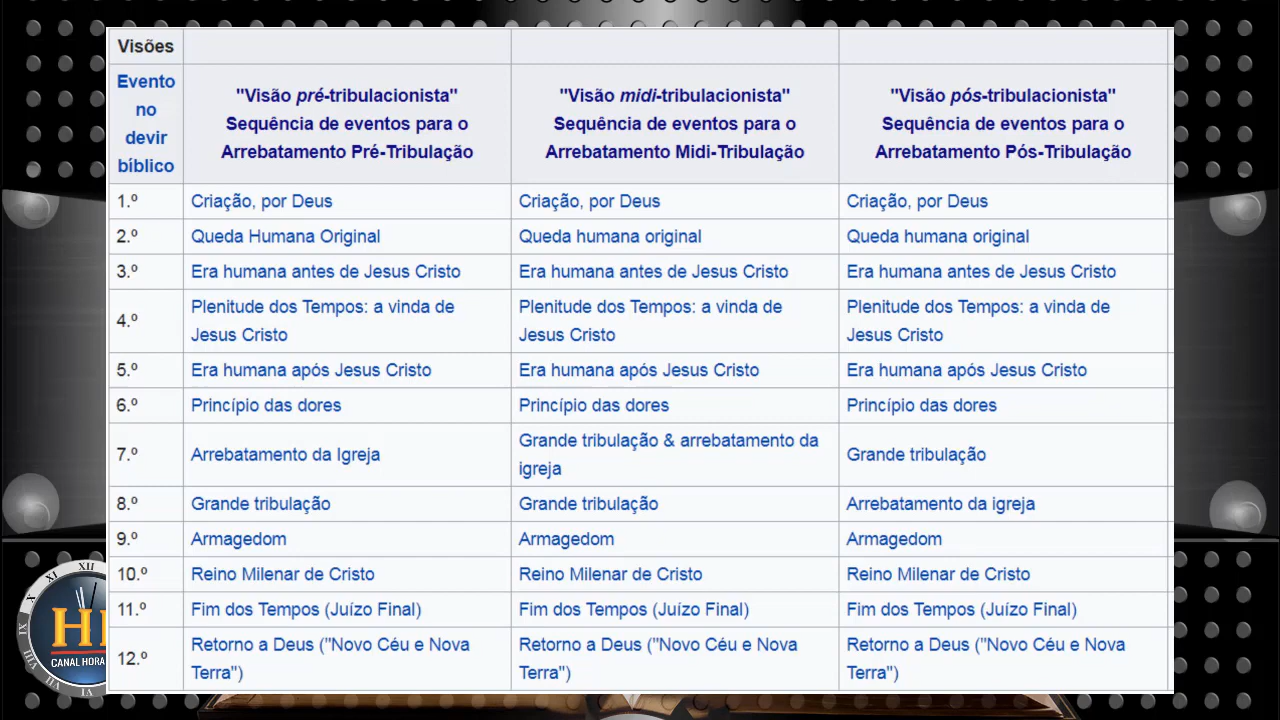 Visões
Evento
no
devir
bíblico
"Visão pré-tribulacionista"
Sequência de eventos para o
Arrebatamento Pré-Tribulação
"Visão midi-tribulacionista"
Sequência de eventos para o
Arrebatamento Midi-Tribulação
"Visão pós-tribulacionista"
Sequência de eventos para o
Arrebatamento Pós-Tribulação
1.º Criação, por Deus Criação, por Deus Criação, por Deus
2.º Queda Humana Original Queda humana original Queda humana original
3.º Era humana antes de Jesus Cristo Era humana antes de Jesus Cristo Era humana antes de Jesus Cristo
4.º
Plenitude dos Tempos: a vinda de
Jesus Cristo
Plenitude dos Tempos: a vinda de
Jesus Cristo
Plenitude dos Tempos: a vinda de
Jesus Cristo
5.º Era humana após Jesus Cristo Era humana após Jesus Cristo Era humana após Jesus Cristo
6.º Princípio das dores Princípio das dores Princípio das dores
7.º
Arrebatamento da Igreja
Grande tribulação & arrebatamento da
igreja
Grande tribulação
8.º Grande tribulação Grande tribulação Arrebatamento da igreja
9.º Armagedom Armagedom Armagedom
10.º Reino Milenar de Cristo Reino Milenar de Cristo Reino Milenar de Cristo
11.º Fim dos Tempos (Juízo Final) Fim dos Tempos (Juízo Final) Fim dos Tempos (Juízo Final)
12.º
Retorno a Deus ("Novo Céu e Nova
Terra")
Retorno a Deus ("Novo Céu e Nova
Terra")
Retorno a Deus ("Novo Céu e Nova
Terra")
XII
XI
X
IX
VIII
VII
H
CANAL HORA